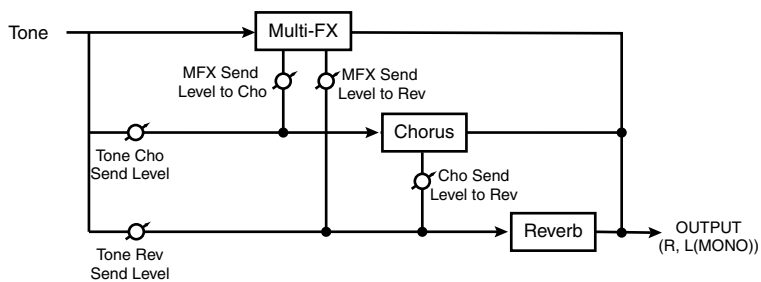 Tone
Multi-FX
MFX Send
Level to Cho
MFX Send
Level to Rev
Chorus
Tone Cho
Send Level
Cho Send
Level to Rev
Reverb
OUTPUT
(R, L(MONO))
Tone Rev
Send Level